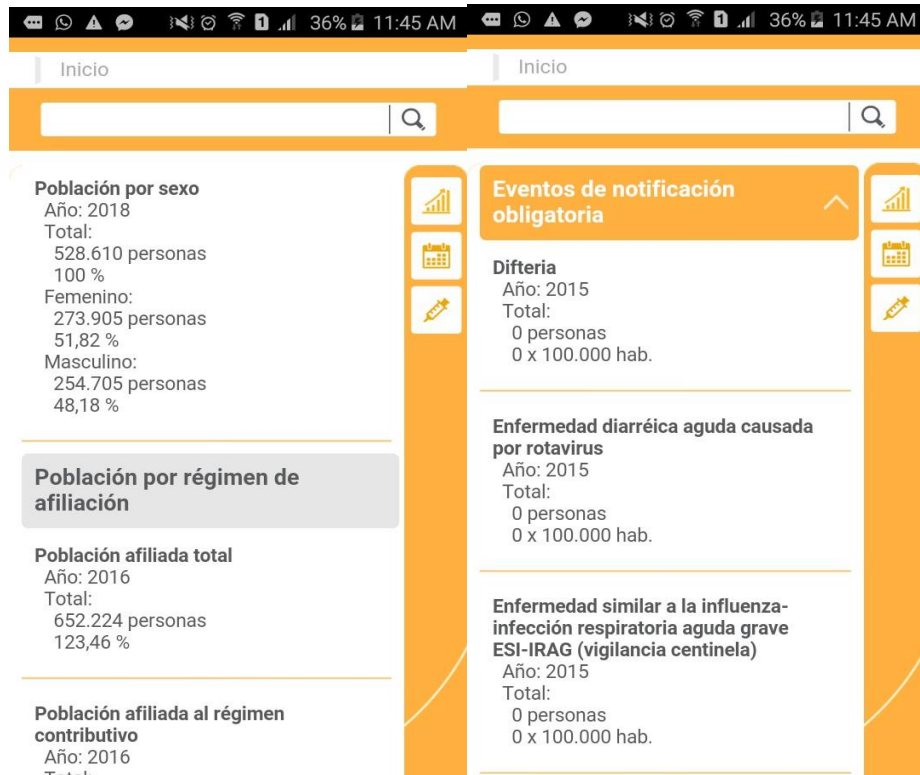 36% 11:45 AM
Inicio
Población por sexo
Año: 2018
Total:
528.610 personas
100 %
Femenino:
273.905 personas
51,82 %
Masculino:
254.705 personas
48,18 %
Población por régimen de
afiliación
Población afiliada total
Año: 2016
Total:
652.224 personas
123,46 %
Población afiliada al régimen
contributivo
Año: 2016
36% 11:45 AM
Inicio
Eventos de notificación
obligatoria
Difteria
Año: 2015
Total:
0 personas
0 x 100.000 hab.
Enfermedad diarréica aguda causada
por rotavirus
Año: 2015
Total:
0 personas
0 x 100.000 hab.
Enfermedad similar a la influenza-
infección respiratoria aguda grave
ESI-IRAG (vigilancia centinela)
Año: 2015
Total:
0 personas
0 x 100.000 hab.